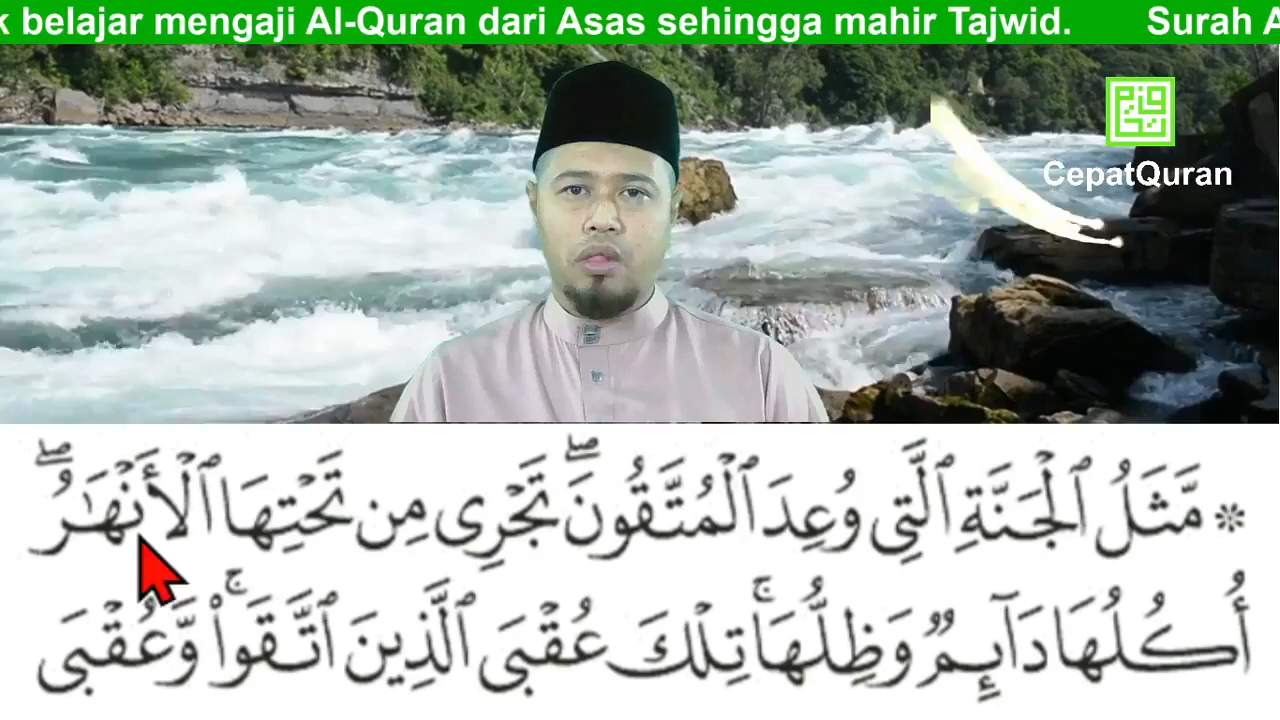 k belajar mengaji Al-Quran dari Asas sehingga mahir Tajwid. Surah A
CepatQuran
۞ مَّثَلُ ٱلْجَنَّةِ ٱلَّتِى وُعِدَ ٱلْمُتَّقُونَ ۖ تَجْرِى مِن تَحْتِهَا ٱلْأَنْهَـٰرُ ۖ
أُكُلُهَا دَآئِمٌ وَظِلُّهَا ۚ تِلْكَ عُقْبَى ٱلَّذِينَ ٱتَّقَوا۟ ۚ وَّعُقْبَى